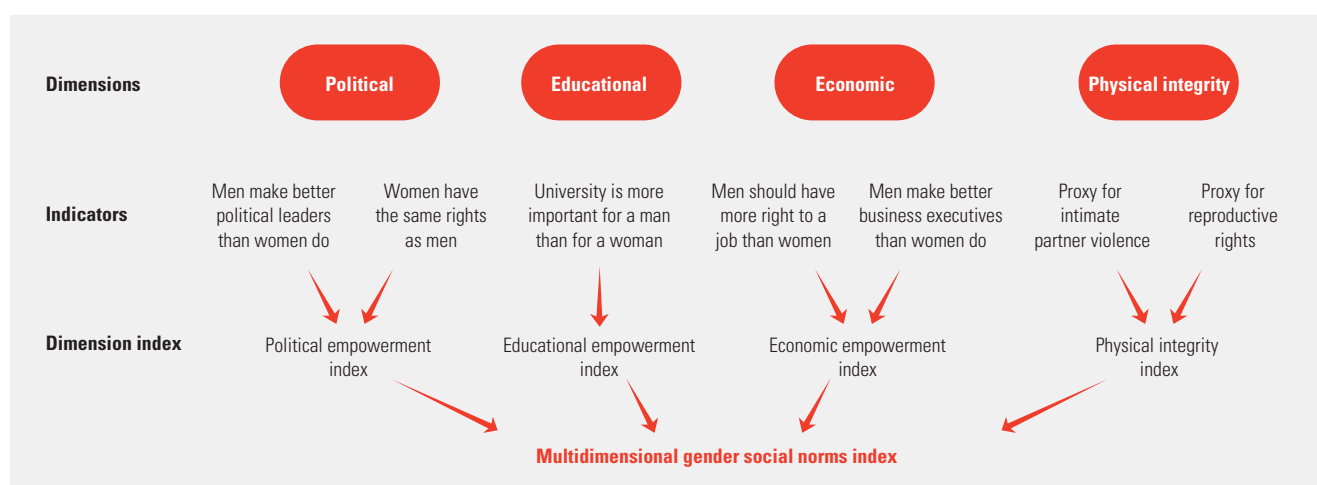 Dimensions
Political
Educational
Economic
Physical integrity
Indicators
Men make better
political leaders
than women do
Women have
the same rights
as men
University is more
important for a man
than for a woman
Men should have
more right to a
job than women
Men make better
business executives
than women do
Proxy for
intimate
partner violence
Proxy for
reproductive
rights
Dimension index
Political empowerment
index
Educational empowerment
index
Economic empowerment
index
Physical integrity
index
Multidimensional gender social norms index